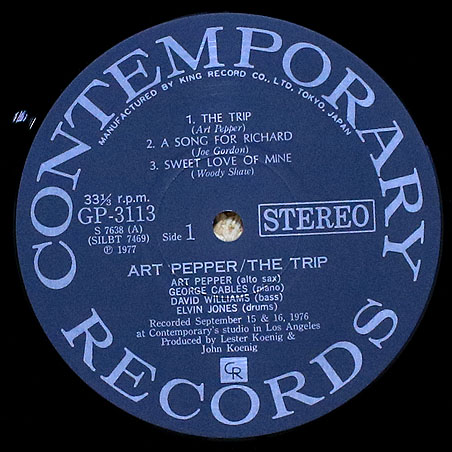 CONTEMPORARY
MANUFACTURED BY KING RECORD CO., LTD, TOKYO, JAPAN
1. THE TRIP
(Art Pepper)
2. A SONG FOR RICHARD
(Joe Gordon)
3. SWEET LOVE OF MINE
(Woody Shaw)
33⅓ r.p.m.
GP-3113
S 7638 (A)
(SILBT 7469)
Ⓟ 1977
Side 1
STEREO
ART PEPPER/THE TRIP
ART PEPPER (alto sax)
GEORGE CABLES (piano)
DAVID WILLIAMS (bass)
ELVIN JONES (drums)
Recorded September 15 & 16, 1976
at Contemporary's studio in Los Angeles
Produced by Lester Koenig &
John Koenig
CR
RECORDS